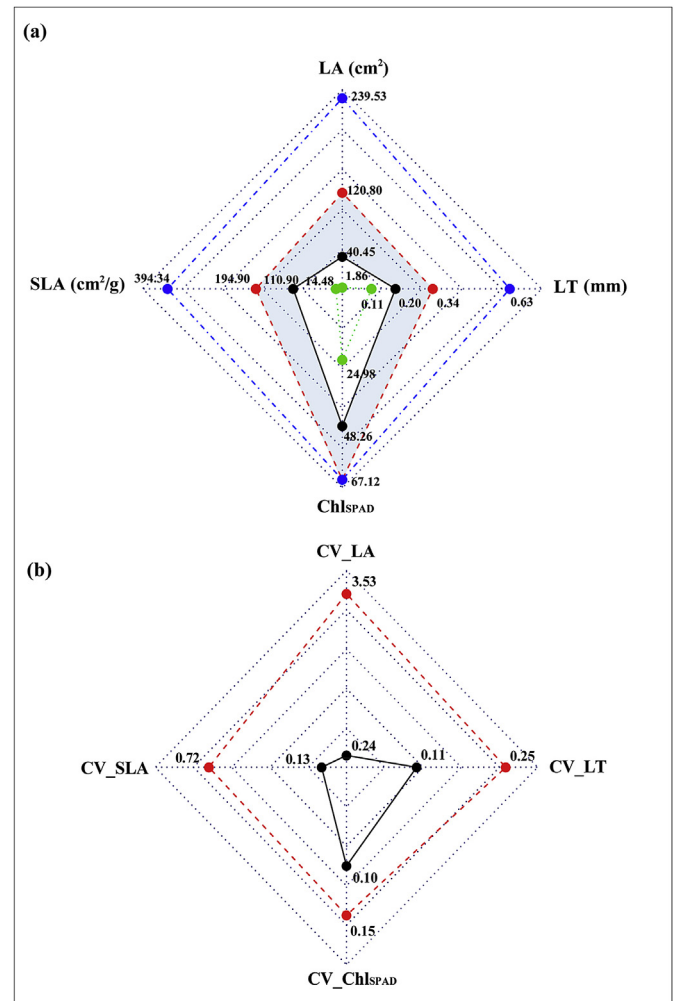 (a)
LA (cm²)
239.53
120.80
40.45
SLA (cm²/g)
394.34
194.90
110.90
14.48
1.86
0.11
0.20
0.34
0.63
LT (mm)
24.98
48.26
67.12
ChlSPAD
(b)
CV_LA
3.53
0.24
CV_SLA
0.72
0.13
0.11
0.25
CV_LT
0.10
0.15
CV_ChlSPAD